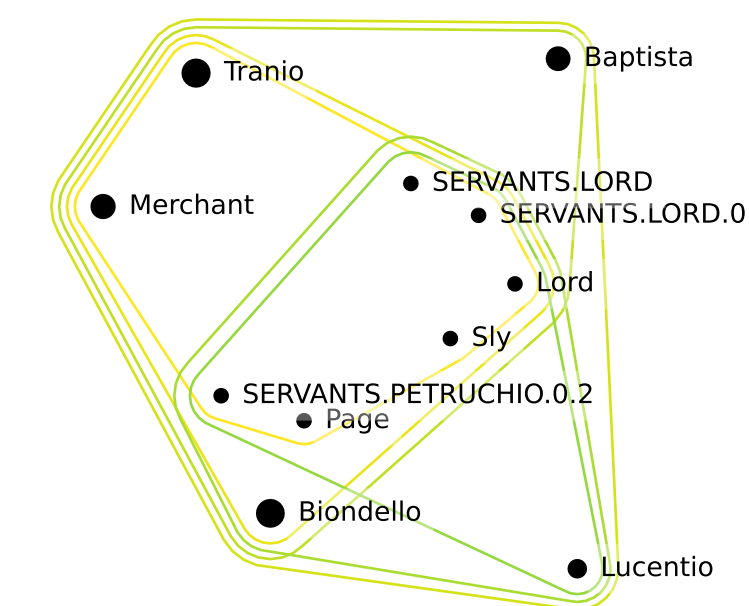 Baptista
Tranio
SERVANTS.LORD
Merchant
SERVANTS.LORD.0
Lord
Sly
SERVANTS.PETRUCHIO.0.2
Page
Biondello
Lucentio